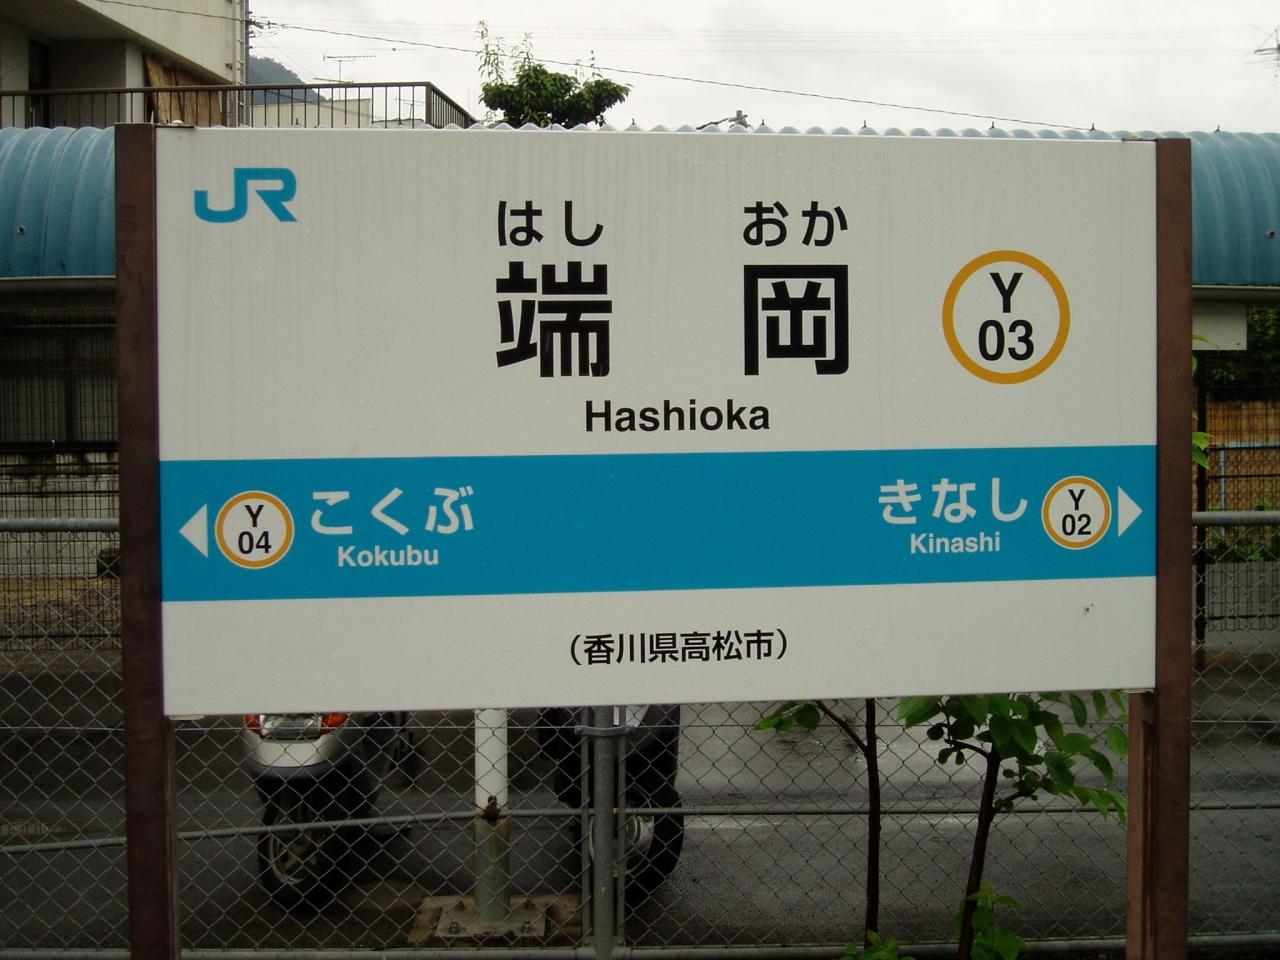 JR
はし おか
端 岡
Y
03
Hashioka
Y
04
こくぶ
Kokubu
きなし
Kinashi
Y
02
（香川県高松市）